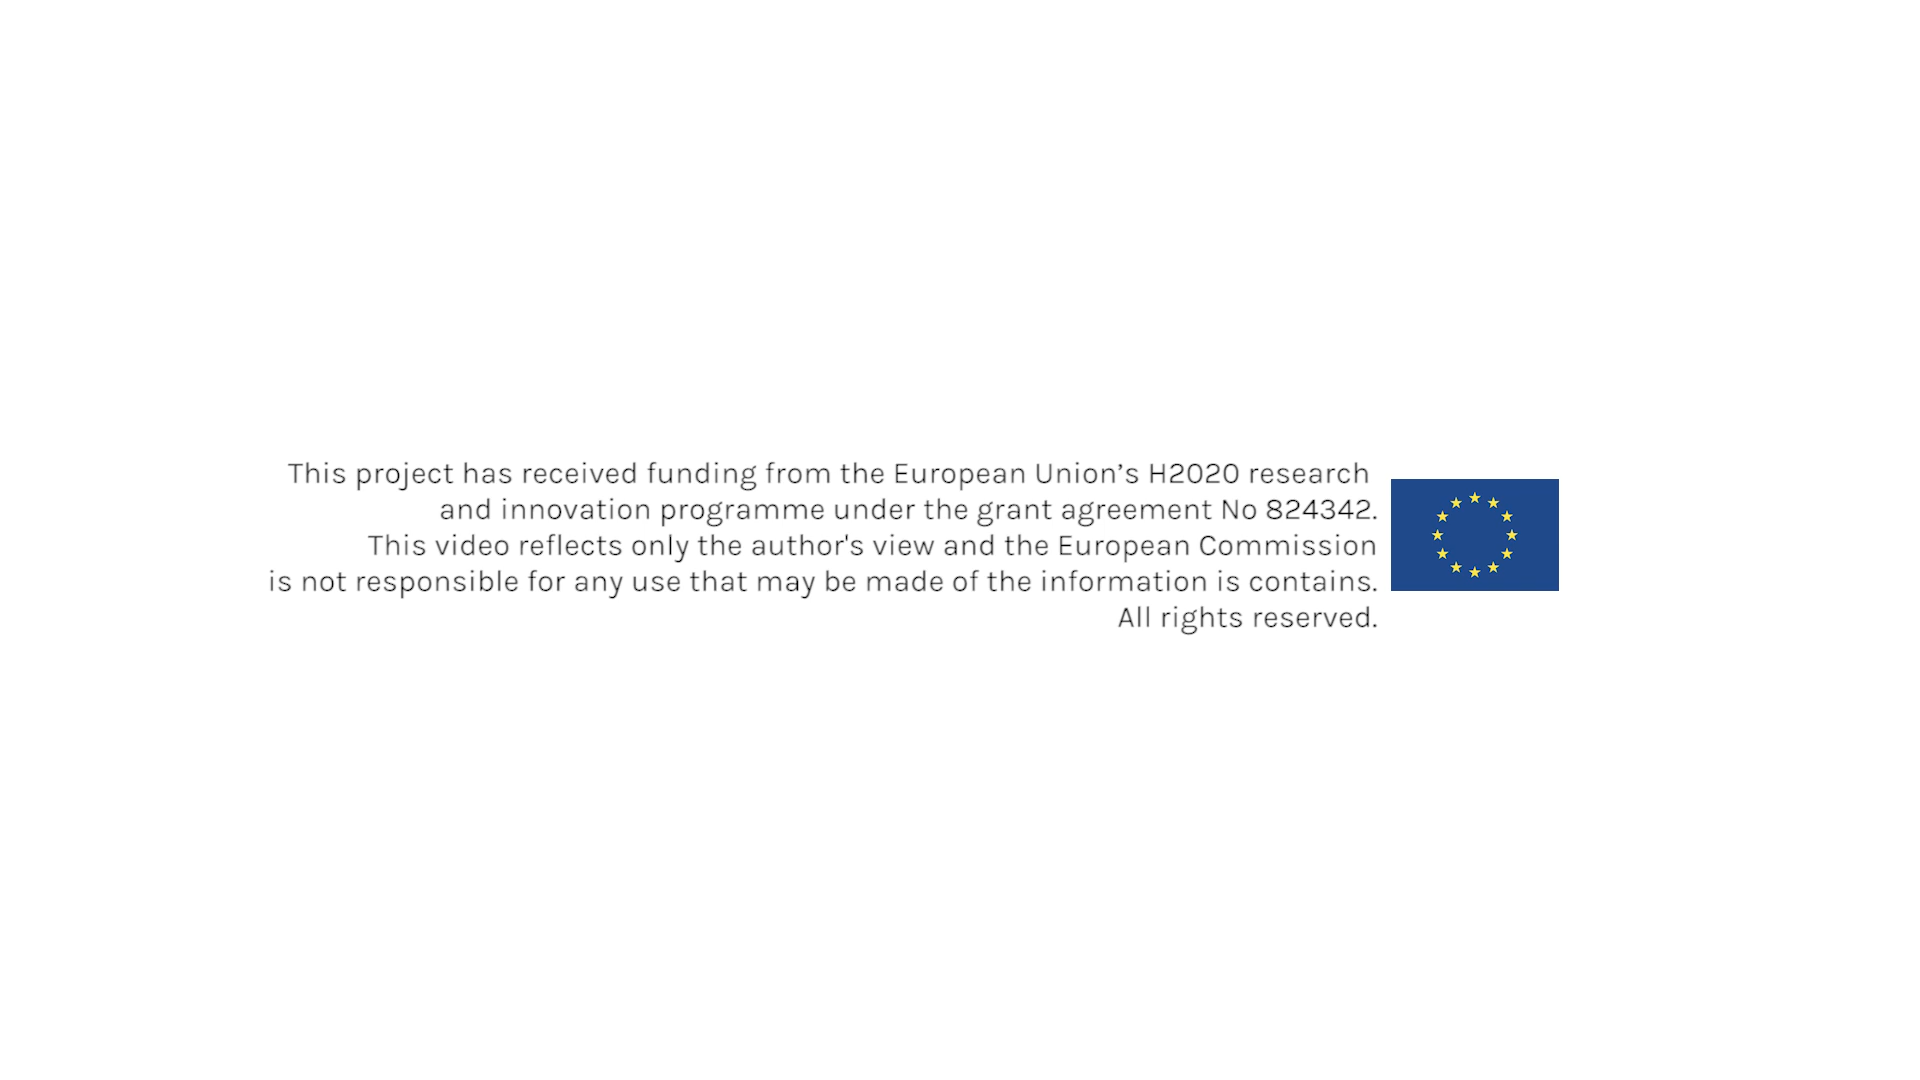 This project has received funding from the European Union’s H2020 research
and innovation programme under the grant agreement No 824342.
This video reflects only the author's view and the European Commission
is not responsible for any use that may be made of the information is contains.
All rights reserved.